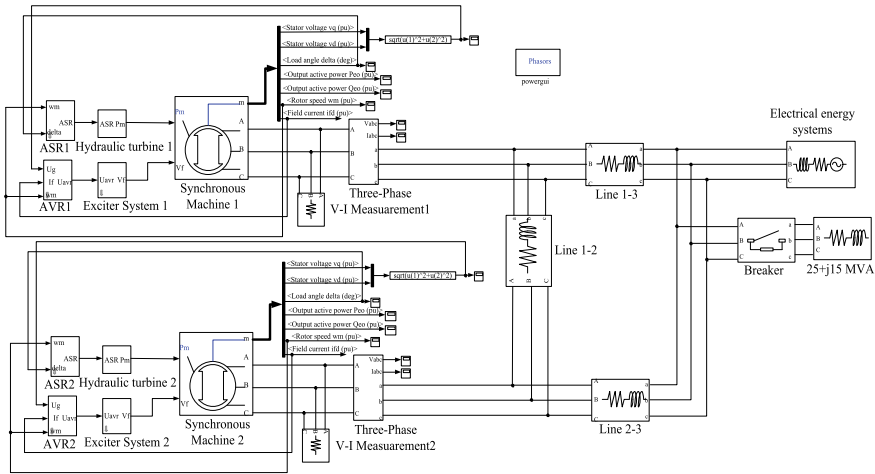 <Stator voltage vq (pu)>
<Stator voltage vd (pu)>
sqrt(u(1)^2+u(2)^2)
<Load angle delta (deg)>
<Output active power Peo (pu)>
<Output active power Qeo (pu)>
<Rotor speed wm (pu)>
<Field current ifd (pu)>
Phasors
powergui
wm
ASR
delta
ASR1
ASR Pm
Hydraulic turbine 1
Ug
If Uavr
wm
AVR1
Uavr Vf
Exciter System 1
Pm
m
A
B
Vf
C
Synchronous
Machine 1
Vabc
Iabc
A
a
B
b
C
c
Three-Phase
V-I Measuarement1
A a
B b
C c
Line 1-3
Electrical energy
systems
A
B
C
a b c
A B C
Line 1-2
A a
B b
C c
Breaker
A
B
C
25+j15 MVA
<Stator voltage vq (pu)>
<Stator voltage vd (pu)>
sqrt(u(1)^2+u(2)^2)
<Load angle delta (deg)>
<Output active power Peo (pu)>
<Output active power Qeo (pu)>
<Rotor speed wm (pu)>
<Field current ifd (pu)>
wm
ASR
delta
ASR2
ASR Pm
Hydraulic turbine 2
Ug
If Uavr
wm
AVR2
Uavr Vf
Exciter System 2
Pm
m
A
B
Vf
C
Synchronous
Machine 2
Vabc
Iabc
A
a
B
b
C
c
Three-Phase
V-I Measuarement2
A a
B b
C c
Line 2-3